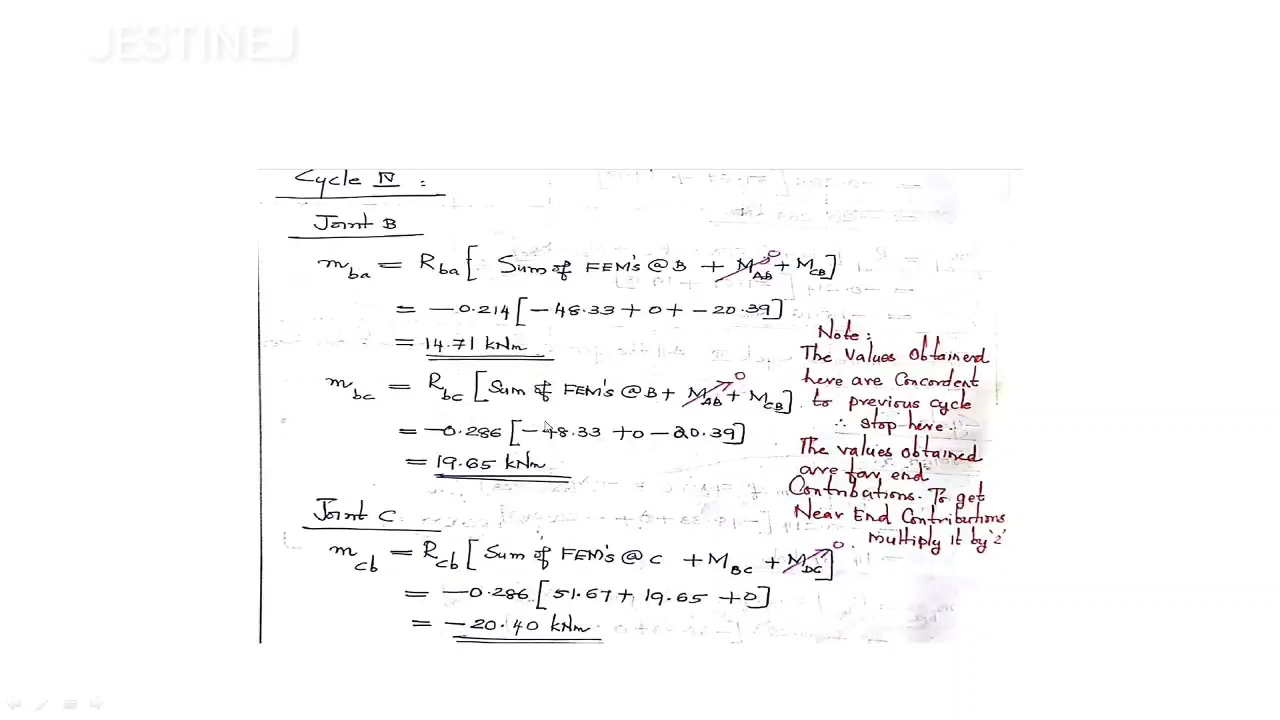 JESTINEJ
Cycle IV :
Joint B
m_ba = R_ba [ Sum of FEM's @ B + M_AB 0 + M_CB ]
= -0.214 [ -48.33 + 0 + -20.39 ]
= 14.71 kNm
m_bc = R_bc [ Sum of FEM's @ B + M_AB 0 + M_CB ]
= -0.286 [ -48.33 + 0 - 20.39 ]
= 19.65 kNm
Joint C
m_cb = R_cb [ Sum of FEM's @ C + M_BC + M_DC 0 ]
= -0.286 [ 51.67 + 19.65 + 0 ]
= -20.40 kNm
Note:
The values obtained
here are Concordent
to previous cycle
∴ stop here.
The values obtained
are far end
Contributions. To get
Near End Contributions
multiply it by '2'